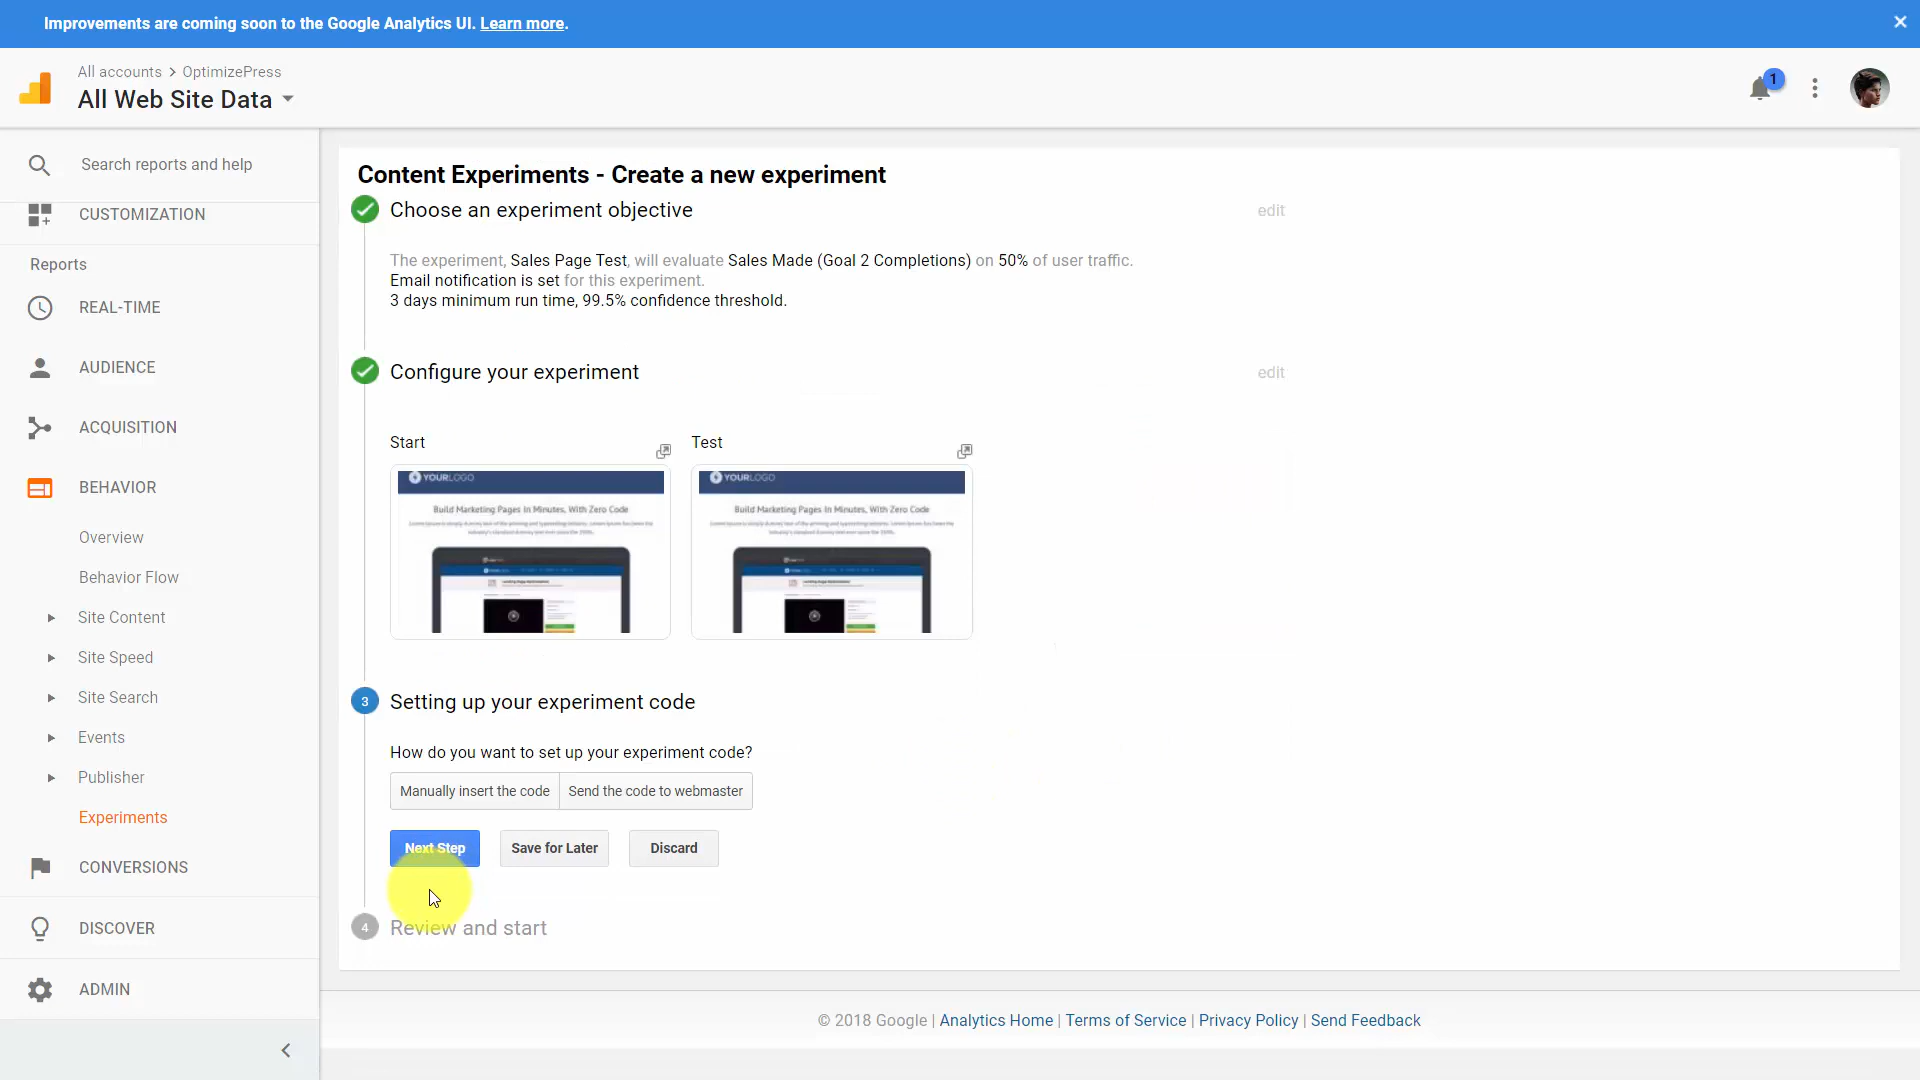 Improvements are coming soon to the Google Analytics UI. Learn more.
All accounts > OptimizePress
All Web Site Data
1
Search reports and help
CUSTOMIZATION
Reports
REAL-TIME
AUDIENCE
ACQUISITION
BEHAVIOR
Overview
Behavior Flow
Site Content
Site Speed
Site Search
Events
Publisher
Experiments
CONVERSIONS
DISCOVER
ADMIN
Content Experiments - Create a new experiment
Choose an experiment objective
edit
The experiment, Sales Page Test, will evaluate Sales Made (Goal 2 Completions) on 50% of user traffic.
Email notification is set for this experiment.
3 days minimum run time, 99.5% confidence threshold.
Configure your experiment
edit
Start
Test
YOURLOGO
Build Marketing Pages In Minutes, With Zero Code
YOURLOGO
Build Marketing Pages In Minutes, With Zero Code
3 Setting up your experiment code
How do you want to set up your experiment code?
Manually insert the code
Send the code to webmaster
Next Step
Save for Later
Discard
4 Review and start
© 2018 Google | Analytics Home | Terms of Service | Privacy Policy | Send Feedback